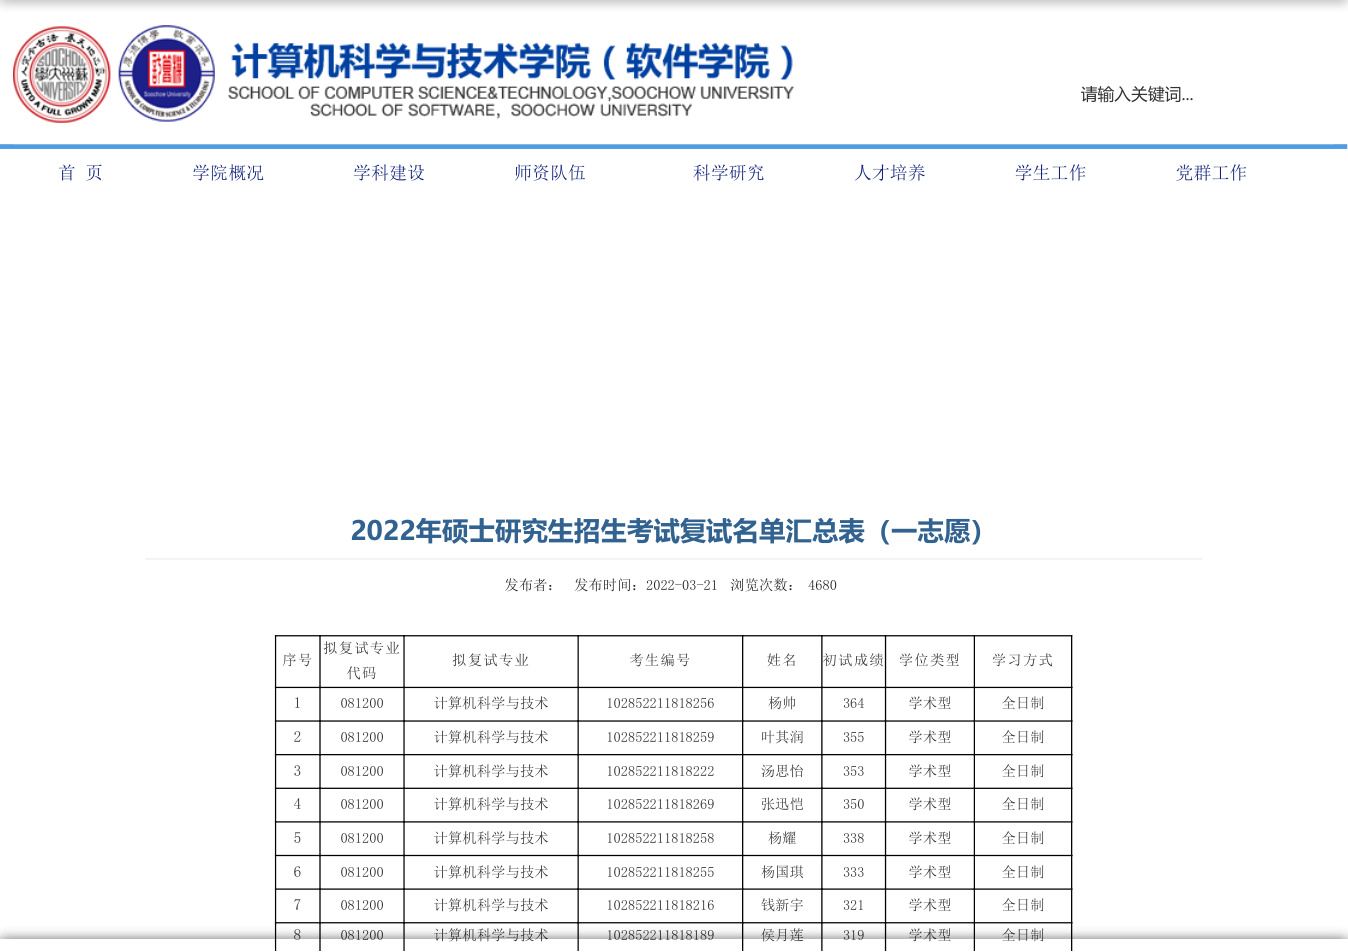 计算机科学与技术学院（软件学院）
SCHOOL OF COMPUTER SCIENCE&TECHNOLOGY,SOOCHOW UNIVERSITY
SCHOOL OF SOFTWARE，SOOCHOW UNIVERSITY
请输入关键词...
首 页 学院概况 学科建设 师资队伍 科学研究 人才培养 学生工作 党群工作
2022年硕士研究生招生考试复试名单汇总表（一志愿）
发布者： 发布时间：2022-03-21 浏览次数： 4680
序号 拟复试专业代码 拟复试专业 考生编号 姓名 初试成绩 学位类型 学习方式
1 081200 计算机科学与技术 102852211818256 杨帅 364 学术型 全日制
2 081200 计算机科学与技术 102852211818259 叶其润 355 学术型 全日制
3 081200 计算机科学与技术 102852211818222 汤思怡 353 学术型 全日制
4 081200 计算机科学与技术 102852211818269 张迅恺 350 学术型 全日制
5 081200 计算机科学与技术 102852211818258 杨耀 338 学术型 全日制
6 081200 计算机科学与技术 102852211818255 杨国琪 333 学术型 全日制
7 081200 计算机科学与技术 102852211818216 钱新宇 321 学术型 全日制
8 081200 计算机科学与技术 102852211818189 侯月莲 319 学术型 全日制